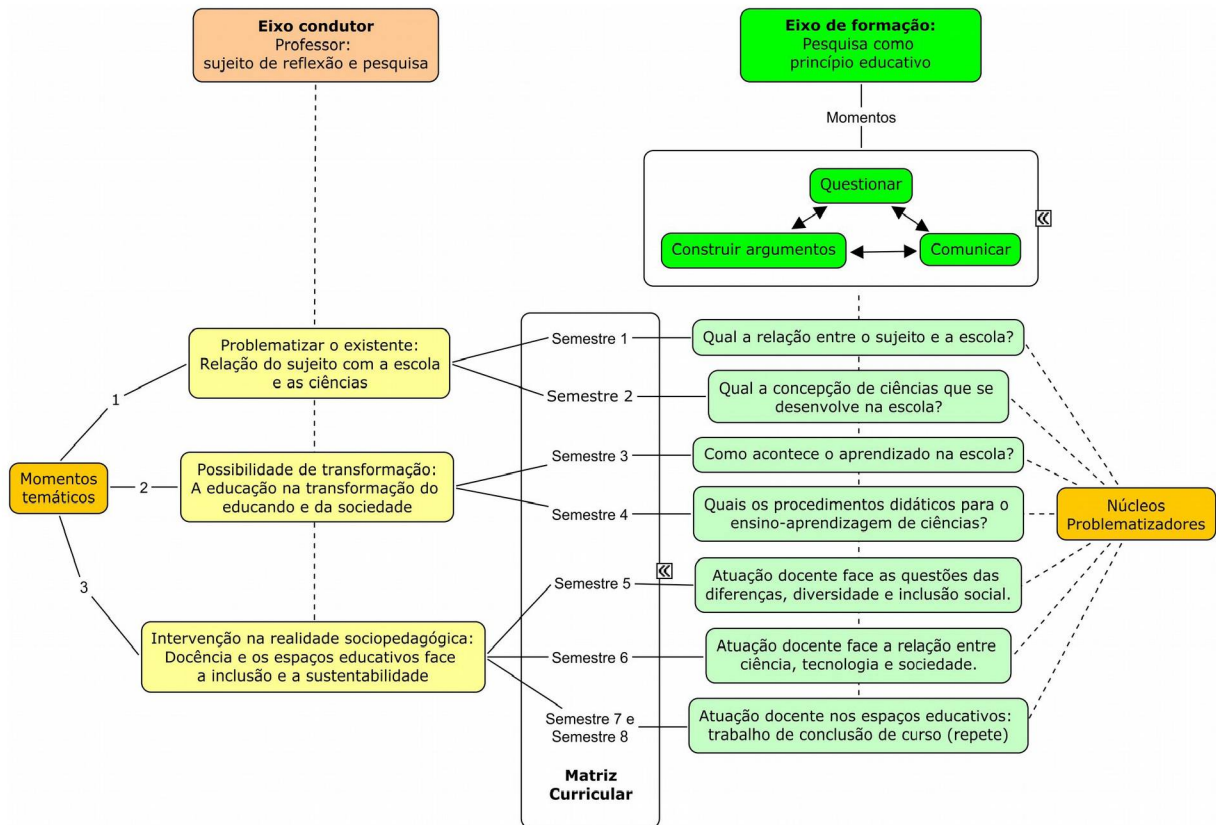 Eixo condutor
Professor:
sujeito de reflexão e pesquisa
Eixo de formação:
Pesquisa como
princípio educativo
Momentos
Questionar
Construir argumentos
Comunicar
Momentos
temáticos
1
2
3
Problematizar o existente:
Relação do sujeito com a escola
e as ciências
Possibilidade de transformação:
A educação na transformação do
educando e da sociedade
Intervenção na realidade sociopedagógica:
Docência e os espaços educativos face
a inclusão e a sustentabilidade
Semestre 1
Semestre 2
Semestre 3
Semestre 4
Semestre 5
Semestre 6
Semestre 7 e
Semestre 8
Matriz
Curricular
Qual a relação entre o sujeito e a escola?
Qual a concepção de ciências que se
desenvolve na escola?
Como acontece o aprendizado na escola?
Quais os procedimentos didáticos para o
ensino-aprendizagem de ciências?
Atuação docente face as questões das
diferenças, diversidade e inclusão social.
Atuação docente face a relação entre
ciência, tecnologia e sociedade.
Atuação docente nos espaços educativos:
trabalho de conclusão de curso (repete)
Núcleos
Problematizadores